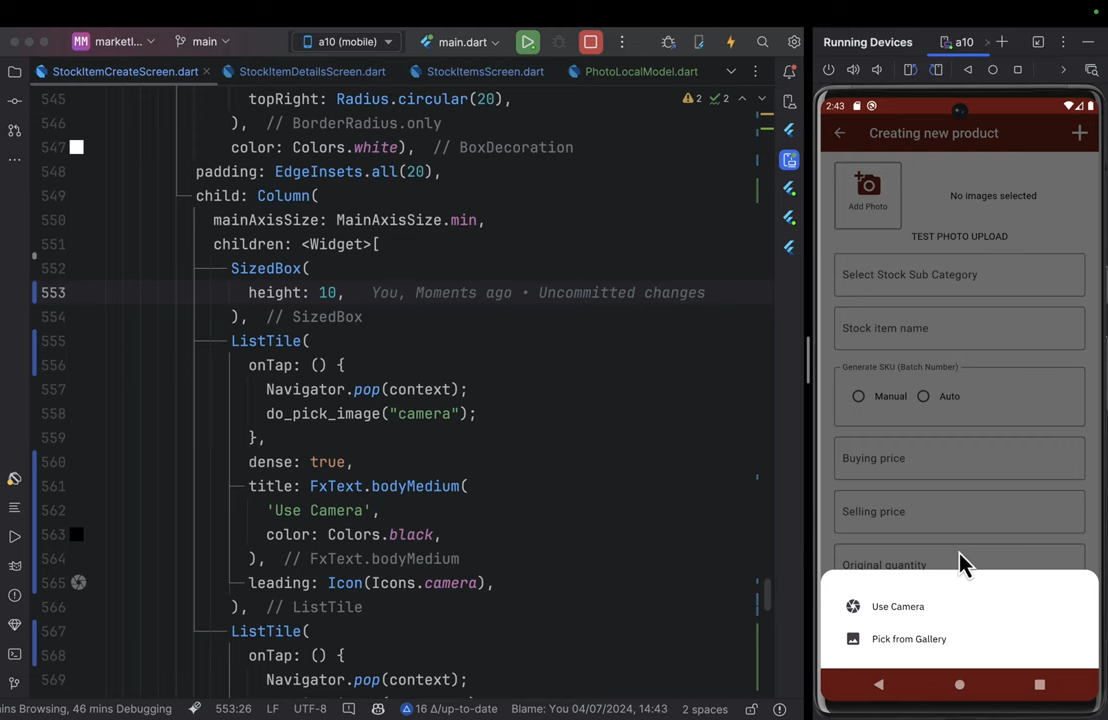 MM marketl... main a10 (mobile) main.dart Running Devices a10
StockItemCreateScreen.dart StockItemDetailsScreen.dart StockItemsScreen.dart PhotoLocalModel.dart
545 topRight: Radius.circular(20), 2 2
546 ), // BorderRadius.only
547 color: Colors.white), // BoxDecoration
548 padding: EdgeInsets.all(20),
549 child: Column(
550 mainAxisSize: MainAxisSize.min,
551 children: <Widget>[
552 SizedBox(
553 height: 10, You, Moments ago • Uncommitted changes
554 ), // SizedBox
555 ListTile(
556 onTap: () {
557 Navigator.pop(context);
558 do_pick_image("camera");
559 },
560 dense: true,
561 title: FxText.bodyMedium(
562 'Use Camera',
563 color: Colors.black,
564 ), // FxText.bodyMedium
565 leading: Icon(Icons.camera),
566 ), // ListTile
567 ListTile(
568 onTap: () {
569 Navigator.pop(context);
ns Browsing, 46 mins Debugging 553:26 LF UTF-8 16 Δ/up-to-date Blame: You 04/07/2024, 14:43 2 spaces
2:43
Creating new product
Add Photo
No images selected
TEST PHOTO UPLOAD
Select Stock Sub Category
Stock item name
Generate SKU (Batch Number)
Manual Auto
Buying price
Selling price
Original quantity
Use Camera
Pick from Gallery